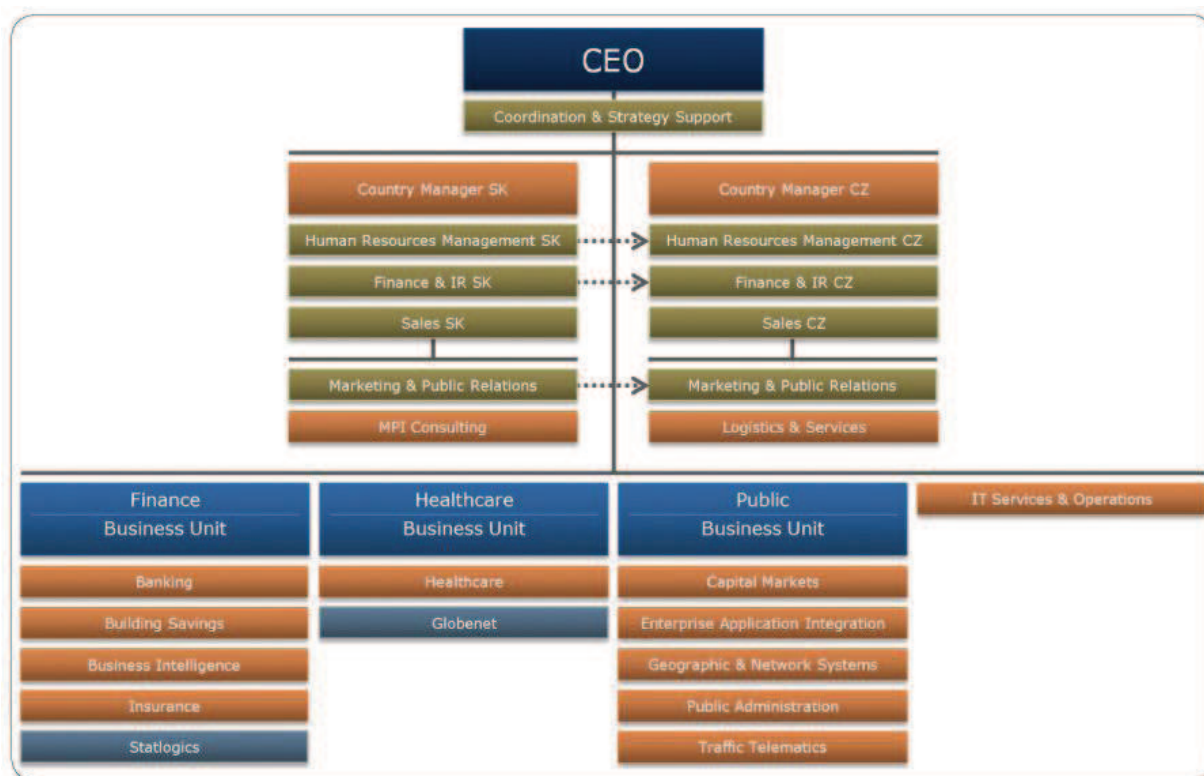 CEO
Coordination & Strategy Support
Country Manager SK
Country Manager CZ
Human Resources Management SK
Human Resources Management CZ
Finance & IR SK
Finance & IR CZ
Sales SK
Sales CZ
Marketing & Public Relations
Marketing & Public Relations
MPI Consulting
Logistics & Services
Finance
Business Unit
Healthcare
Business Unit
Public
Business Unit
IT Services & Operations
Banking
Healthcare
Capital Markets
Building Savings
Globenet
Enterprise Application Integration
Business Intelligence
Geographic & Network Systems
Insurance
Public Administration
Statlogics
Traffic Telematics